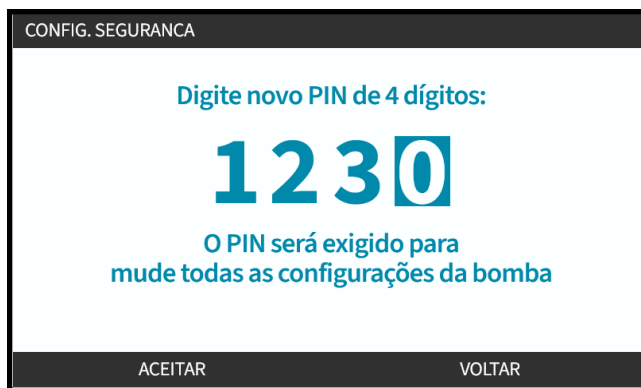 CONFIG. SEGURANCA
Digite novo PIN de 4 dígitos:
1230
O PIN será exigido para
mude todas as configurações da bomba
ACEITAR VOLTAR